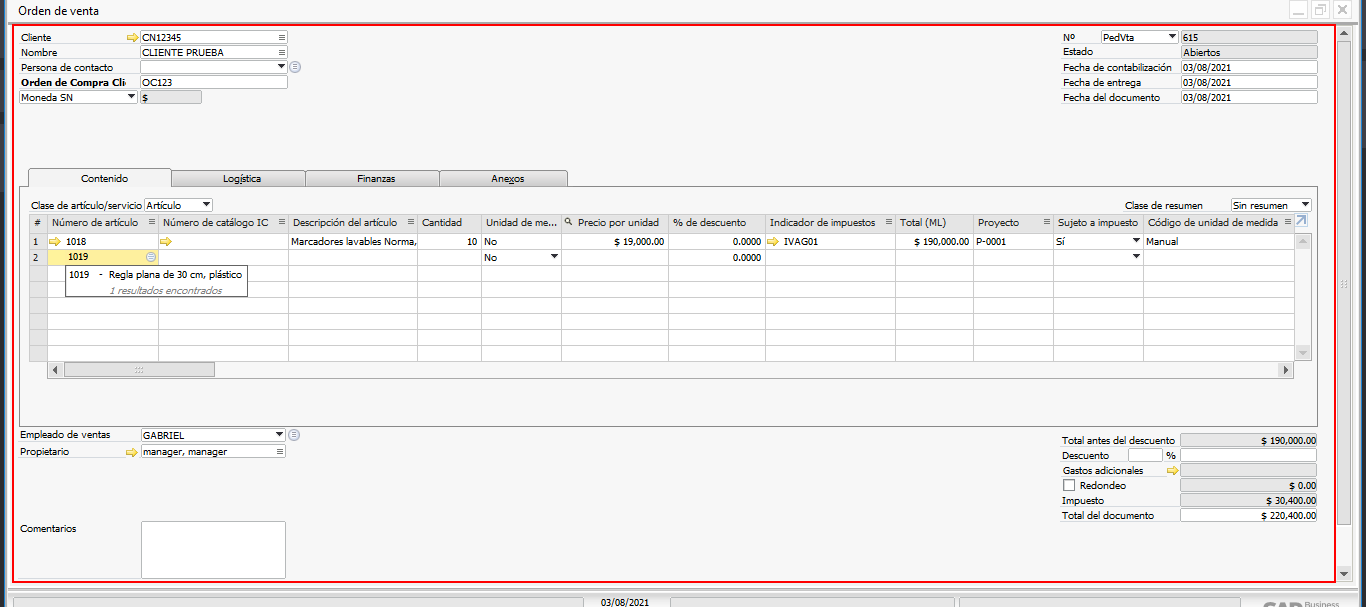 Orden de venta
Cliente CN12345
Nombre CLIENTE PRUEBA
Persona de contacto
Orden de Compra Cli OC123
Moneda SN $
Nº PedVta 615
Estado Abiertos
Fecha de contabilización 03/08/2021
Fecha de entrega 03/08/2021
Fecha del documento 03/08/2021
Contenido Logística Finanzas Anexos
Clase de artículo/servicio Artículo Clase de resumen Sin resumen
# Número de artículo Número de catálogo IC Descripción del artículo Cantidad Unidad de me... Precio por unidad % de descuento Indicador de impuestos Total (ML) Proyecto Sujeto a impuesto Código de unidad de medida
1 1018 Marcadores lavables Norma, 10 No $ 19,000.00 0.0000 IVAG01 $ 190,000.00 P-0001 Sí Manual
2 1019 No 0.0000
1019 - Regla plana de 30 cm, plástico
1 resultados encontrados
Empleado de ventas GABRIEL
Propietario manager, manager
Comentarios
Total antes del descuento $ 190,000.00
Descuento %
Gastos adicionales
Redondeo $ 0.00
Impuesto $ 30,400.00
Total del documento $ 220,400.00
03/08/2021
Business